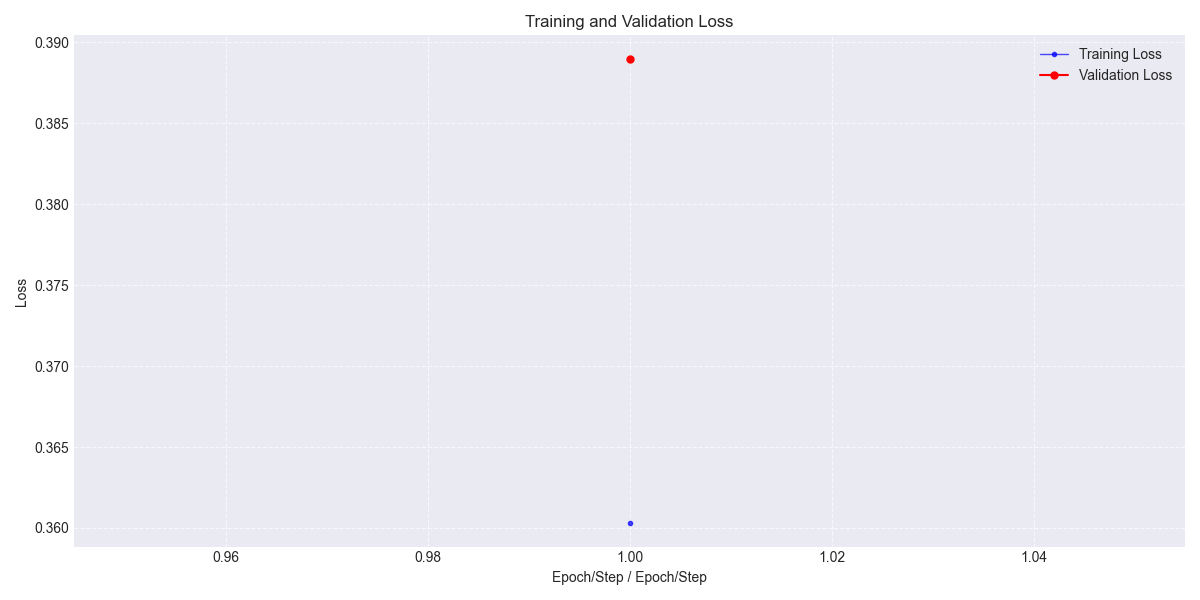 Training and Validation Loss
0.390
Training Loss
Validation Loss
0.385
0.380
0.375
Loss
0.370
0.365
0.360
0.96 0.98 1.00 1.02 1.04
Epoch/Step / Epoch/Step